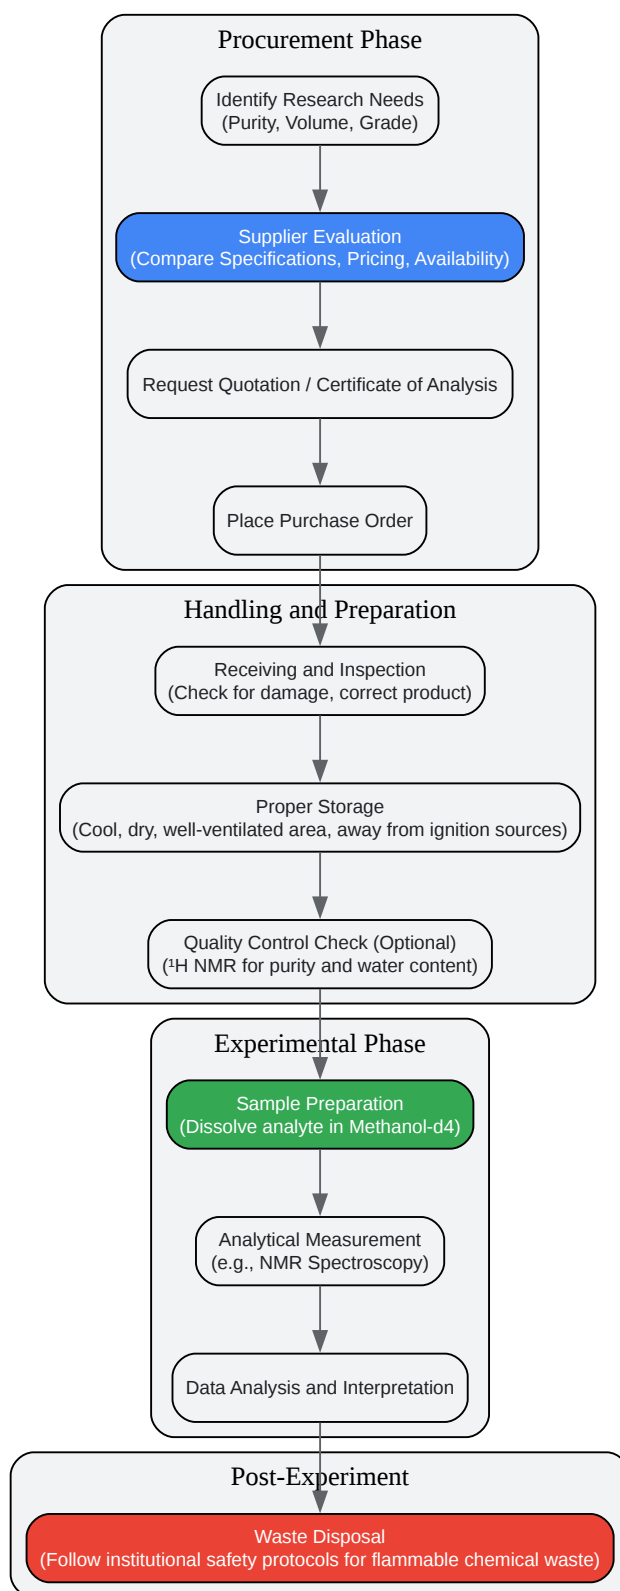 Procurement Phase
Identify Research Needs
(Purity, Volume, Grade)
Supplier Evaluation
(Compare Specifications, Pricing, Availability)
Request Quotation / Certificate of Analysis
Place Purchase Order
Handling and Preparation
Receiving and Inspection
(Check for damage, correct product)
Proper Storage
(Cool, dry, well-ventilated area, away from ignition sources)
Quality Control Check (Optional)
(¹H NMR for purity and water content)
Experimental Phase
Sample Preparation
(Dissolve analyte in Methanol-d4)
Analytical Measurement
(e.g., NMR Spectroscopy)
Data Analysis and Interpretation
Post-Experiment
Waste Disposal
(Follow institutional safety protocols for flammable chemical waste)